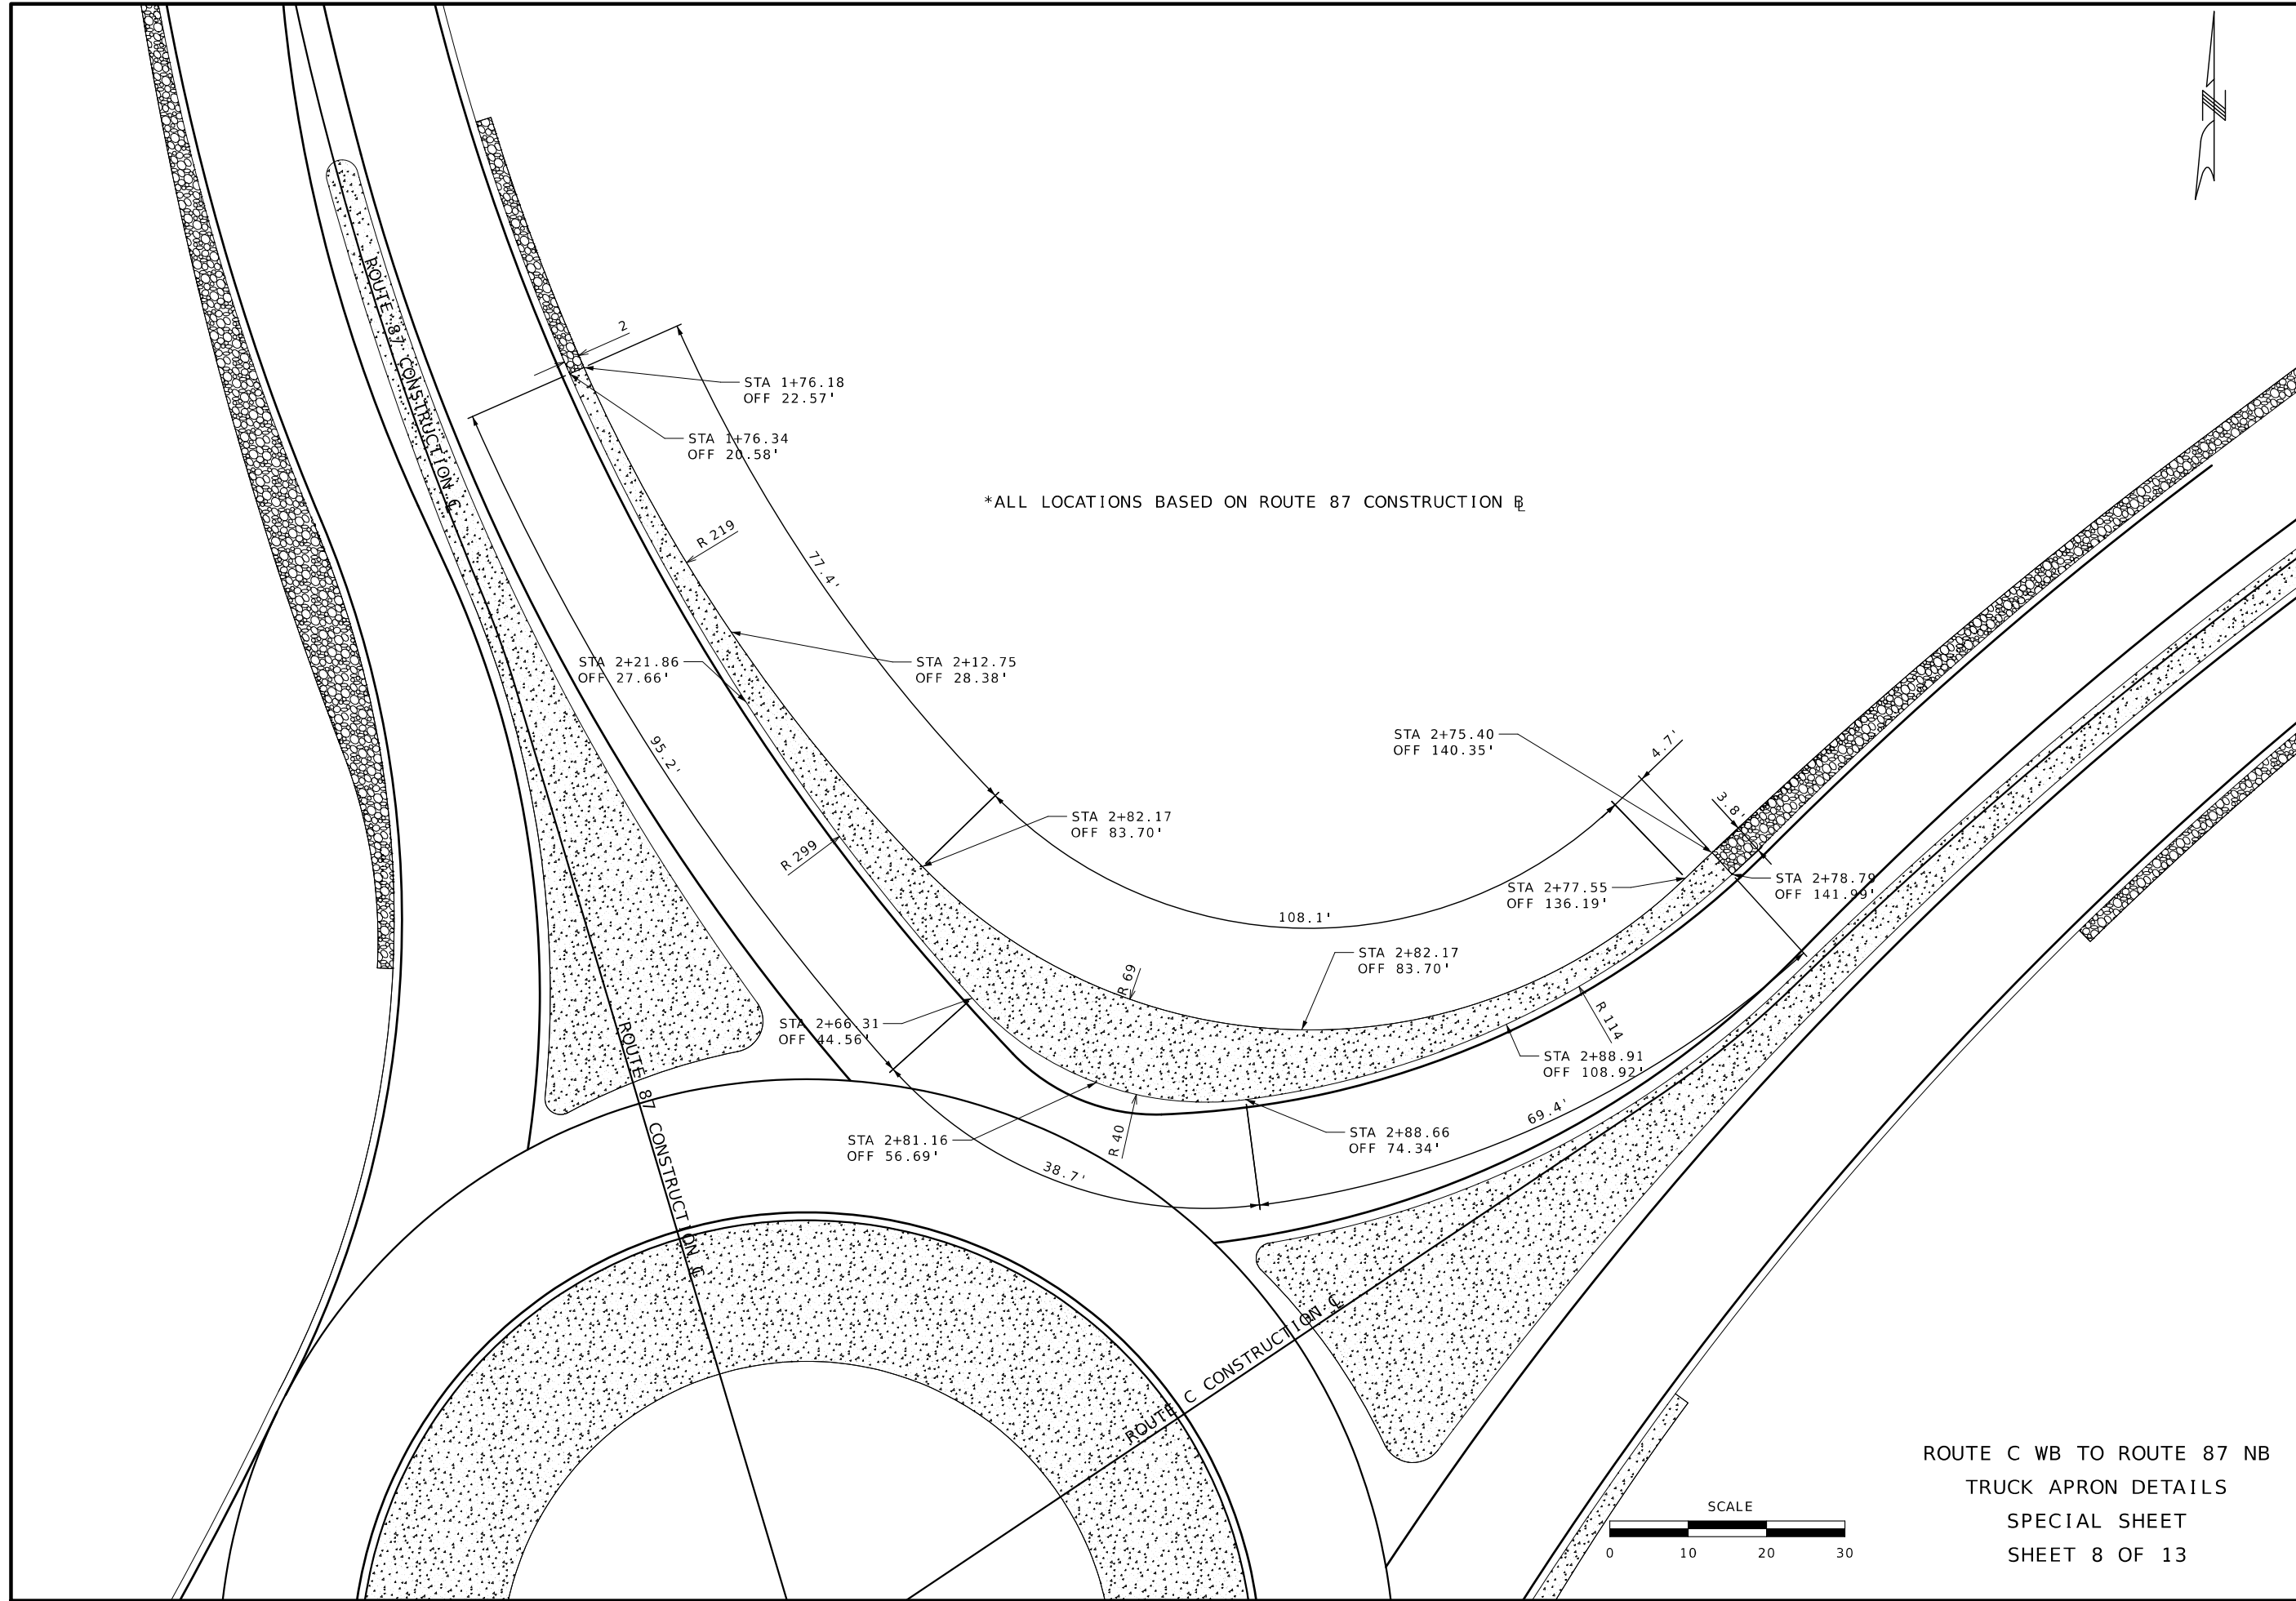 N
ROUTE 87 CONSTRUCTION ℄
2
STA 1+76.18
OFF 22.57'
STA 1+76.34
OFF 20.58'
*ALL LOCATIONS BASED ON ROUTE 87 CONSTRUCTION BL
R 219
77.4'
STA 2+21.86
OFF 27.66'
STA 2+12.75
OFF 28.38'
95.2'
STA 2+75.40
OFF 140.35'
4.7'
3.8'
R 299
STA 2+82.17
OFF 83.70'
STA 2+77.55
OFF 136.19'
STA 2+78.79
OFF 141.99'
108.1'
STA 2+82.17
OFF 83.70'
R 69
R 114
STA 2+66.31
OFF 44.56'
STA 2+88.91
OFF 108.92'
ROUTE 87 CONSTRUCTION ℄
STA 2+81.16
OFF 56.69'
R 40
STA 2+88.66
OFF 74.34'
69.4'
38.7'
ROUTE C CONSTRUCTION ℄
SCALE
0 10 20 30
ROUTE C WB TO ROUTE 87 NB
TRUCK APRON DETAILS
SPECIAL SHEET
SHEET 8 OF 13